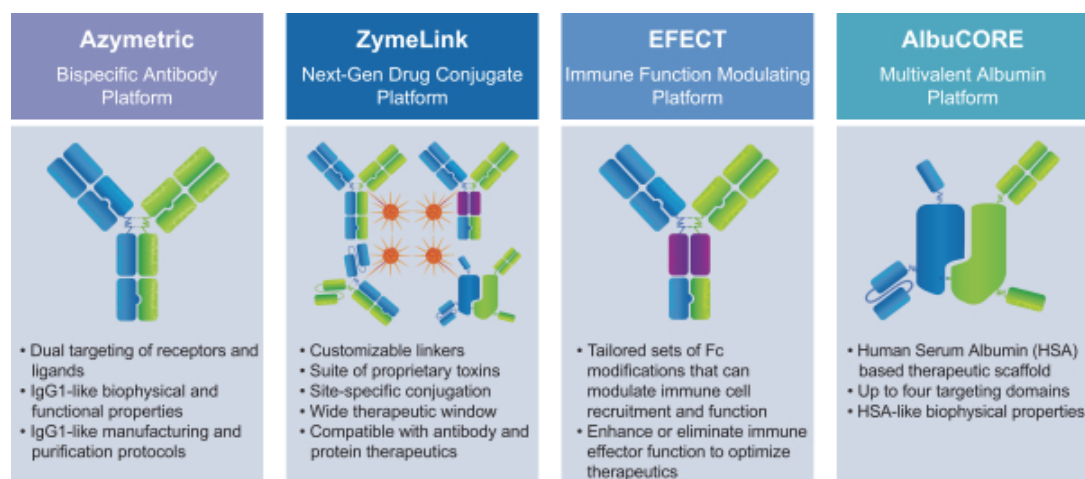 Azymetric
Bispecific Antibody
Platform
• Dual targeting of receptors and
ligands
• IgG1-like biophysical and
functional properties
• IgG1-like manufacturing and
purification protocols
ZymeLink
Next-Gen Drug Conjugate
Platform
• Customizable linkers
• Suite of proprietary toxins
• Site-specific conjugation
• Wide therapeutic window
• Compatible with antibody and
protein therapeutics
EFECT
Immune Function Modulating
Platform
• Tailored sets of Fc
modifications that can
modulate immune cell
recruitment and function
• Enhance or eliminate immune
effector function to optimize
therapeutics
AlbuCORE
Multivalent Albumin
Platform
• Human Serum Albumin (HSA)
based therapeutic scaffold
• Up to four targeting domains
• HSA-like biophysical properties